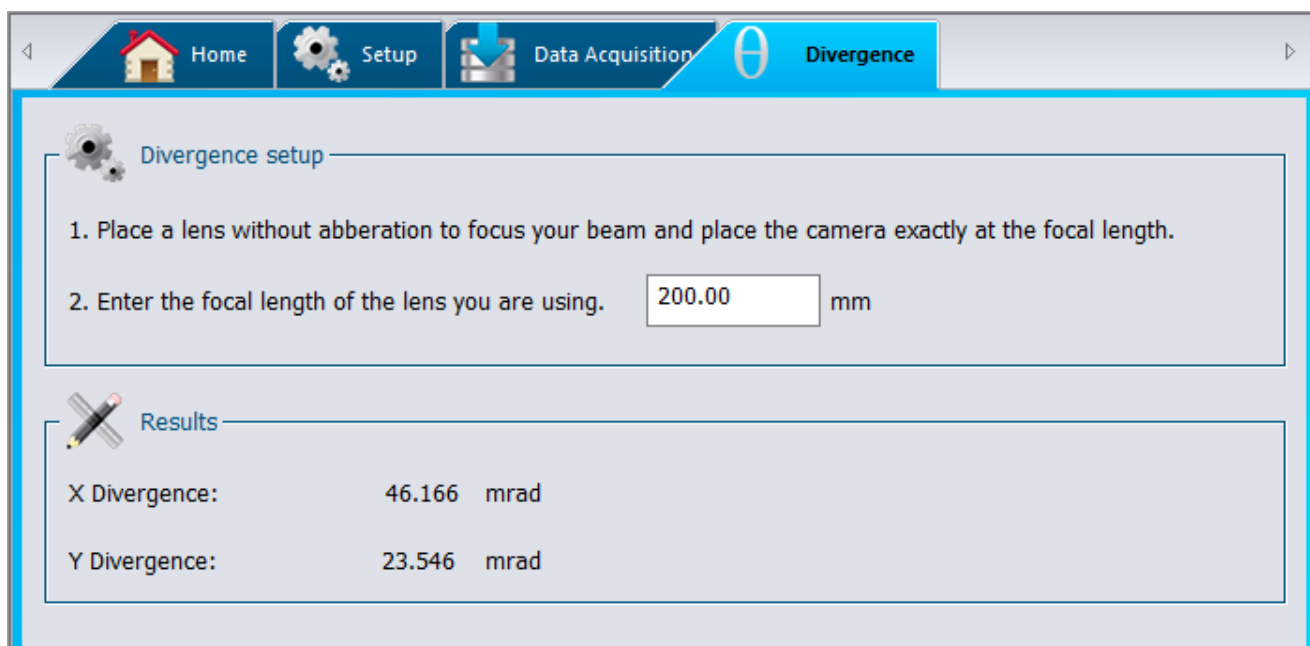 Home Setup Data Acquisition θ Divergence
Divergence setup
1. Place a lens without abberation to focus your beam and place the camera exactly at the focal length.
2. Enter the focal length of the lens you are using. 200.00 mm
Results
X Divergence: 46.166 mrad
Y Divergence: 23.546 mrad